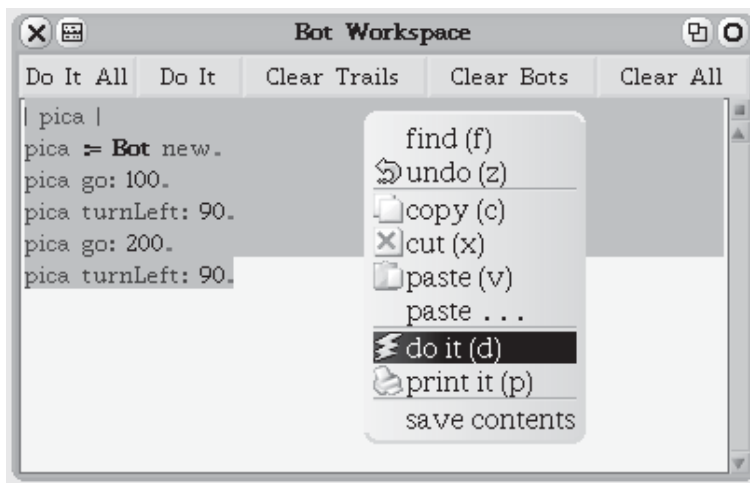 Bot Workspace
Do It All Do It Clear Trails Clear Bots Clear All
| pica |
pica := Bot new.
pica go: 100.
pica turnLeft: 90.
pica go: 200.
pica turnLeft: 90.
find (f)
undo (z)
copy (c)
cut (x)
paste (v)
paste . . .
do it (d)
print it (p)
save contents